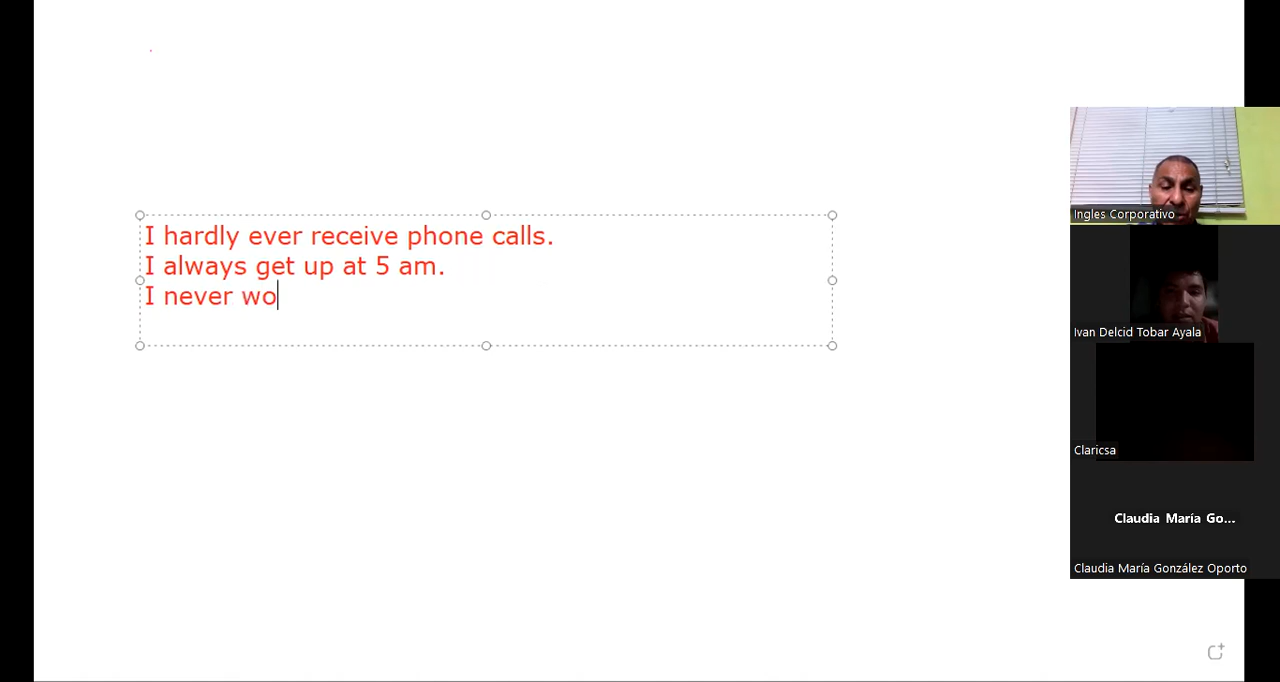 I hardly ever receive phone calls.
I always get up at 5 am.
I never wo
Ingles Corporativo
Ivan Delcid Tobar Ayala
Claricsa
Claudia María Go...
Claudia María González Oporto